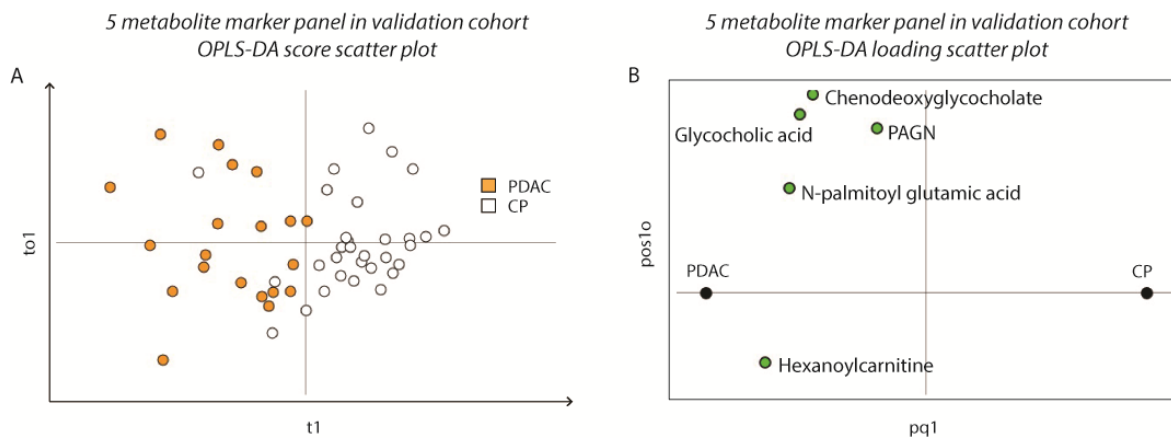 5 metabolite marker panel in validation cohort
OPLS-DA score scatter plot
A
PDAC
CP
to1
t1
5 metabolite marker panel in validation cohort
OPLS-DA loading scatter plot
B
Chenodeoxyglycocholate
Glycocholic acid
PAGN
N-palmitoyl glutamic acid
PDAC
CP
Hexanoylcarnitine
poso1
pq1